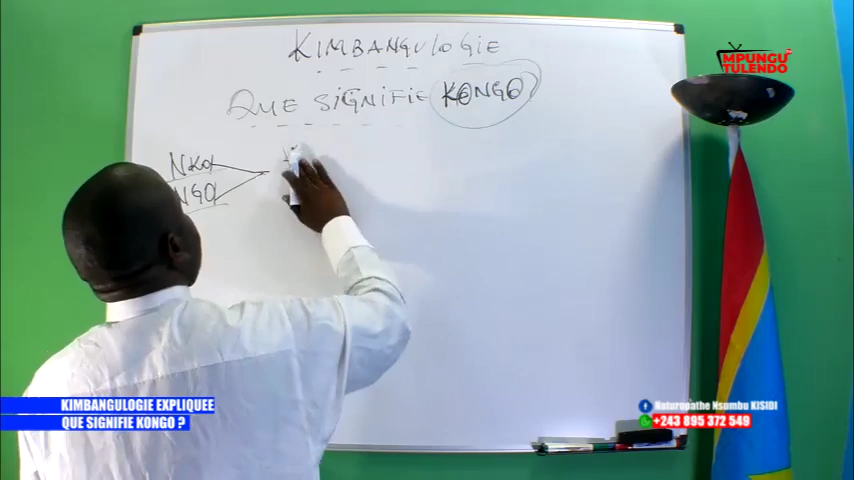 KIMBANGULOGIE
QUE SIGNIFIE KONGO
NKO
NGO
MPUNGU
TULENDO
KIMBANGULOGIE EXPLIQUEE
QUE SIGNIFIE KONGO ?
Naturopathe Nsumbu KISIDI
+243 895 372 549